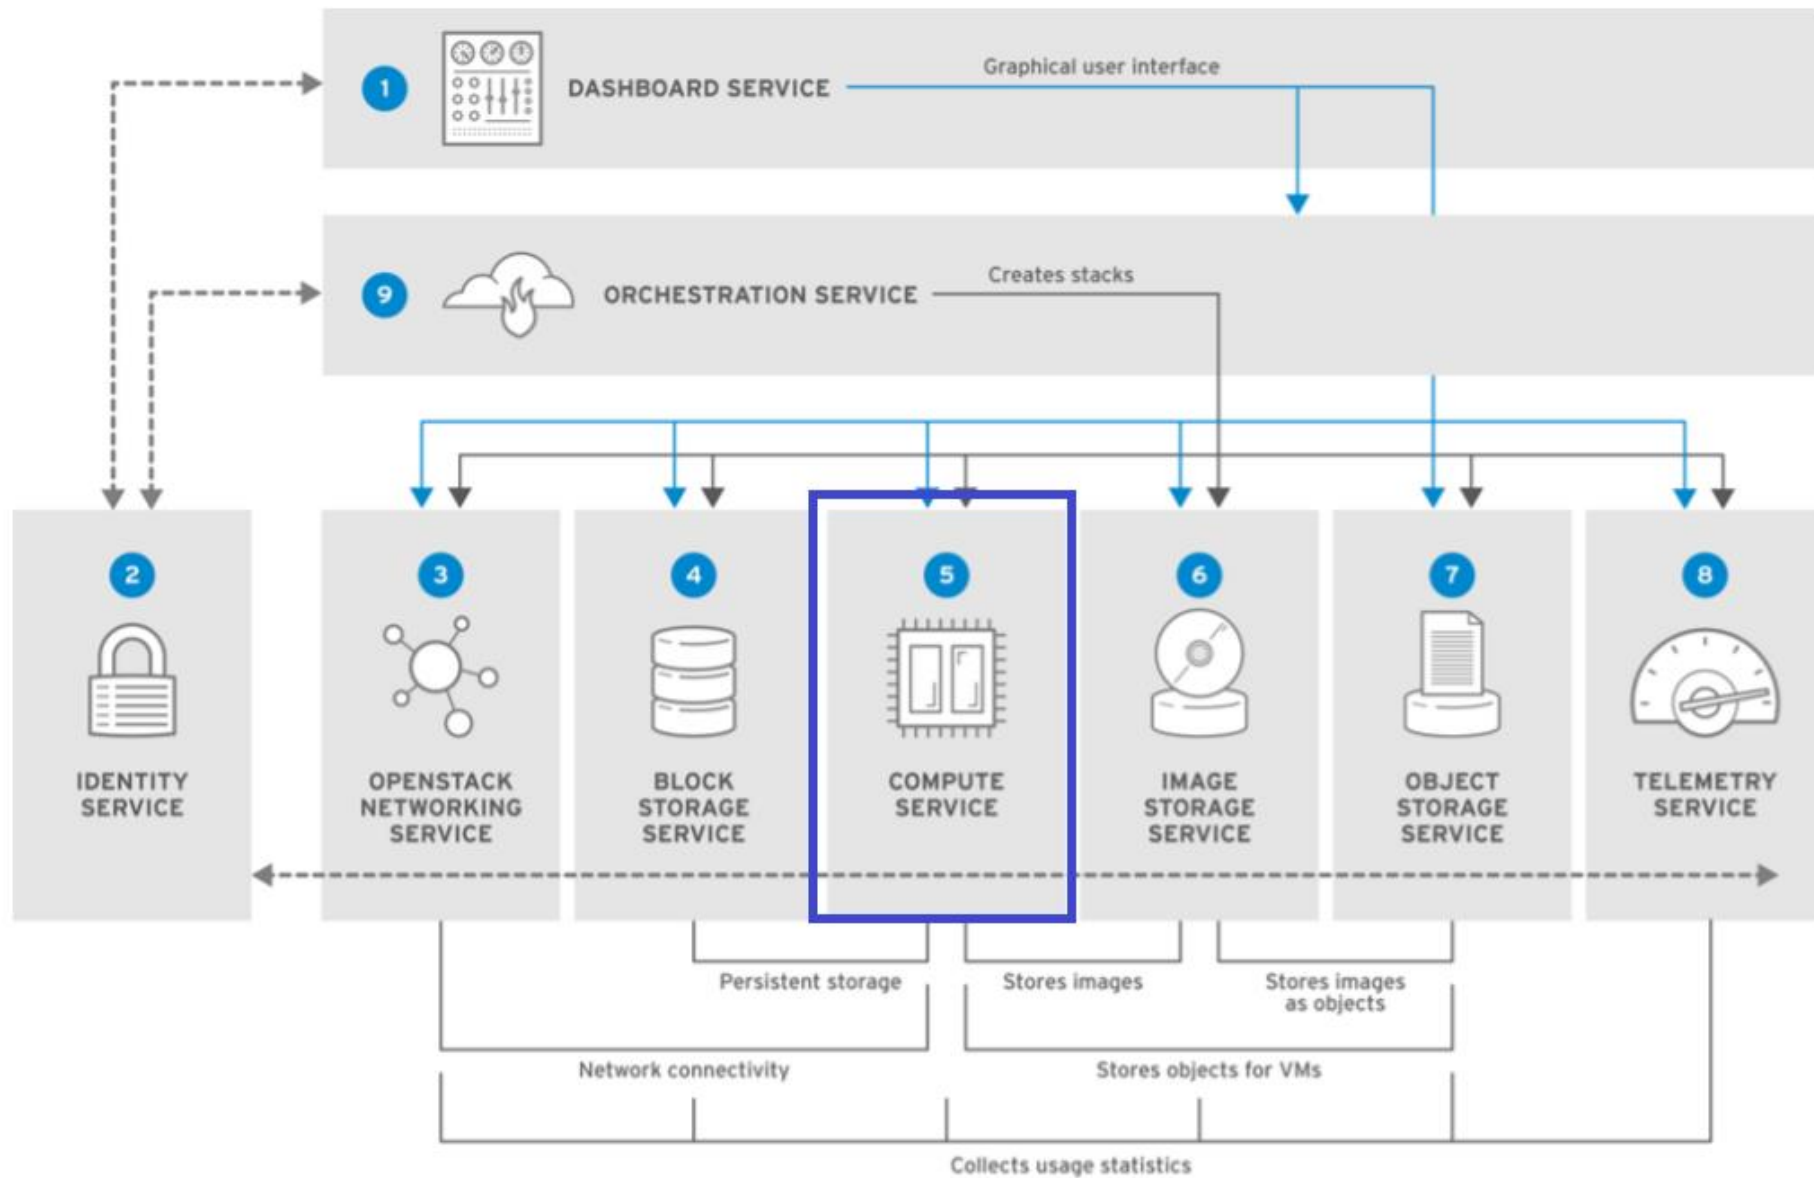 1
DASHBOARD SERVICE
Graphical user interface
9
ORCHESTRATION SERVICE
Creates stacks
2
IDENTITY
SERVICE
3
OPENSTACK
NETWORKING
SERVICE
4
BLOCK
STORAGE
SERVICE
5
COMPUTE
SERVICE
6
IMAGE
STORAGE
SERVICE
7
OBJECT
STORAGE
SERVICE
8
TELEMETRY
SERVICE
Persistent storage
Stores images
Stores images
as objects
Network connectivity
Stores objects for VMs
Collects usage statistics